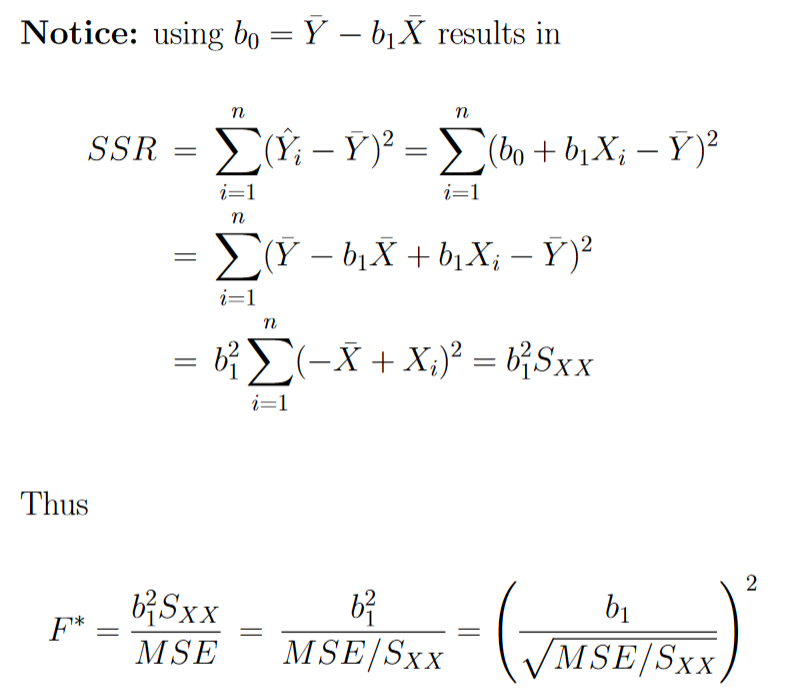 **Notice:** using $b_0 = \bar{Y} - b_1\bar{X}$ results in
$SSR = \sum_{i=1}^{n}(\hat{Y}_i - \bar{Y})^2 = \sum_{i=1}^{n}(b_0 + b_1X_i - \bar{Y})^2$
$= \sum_{i=1}^{n}(\bar{Y} - b_1\bar{X} + b_1X_i - \bar{Y})^2$
$= b_1^2\sum_{i=1}^{n}(-\bar{X} + X_i)^2 = b_1^2S_{XX}$
Thus
$F^* = \frac{b_1^2S_{XX}}{MSE} = \frac{b_1^2}{MSE/S_{XX}} = \left(\frac{b_1}{\sqrt{MSE/S_{XX}}}\right)^2$